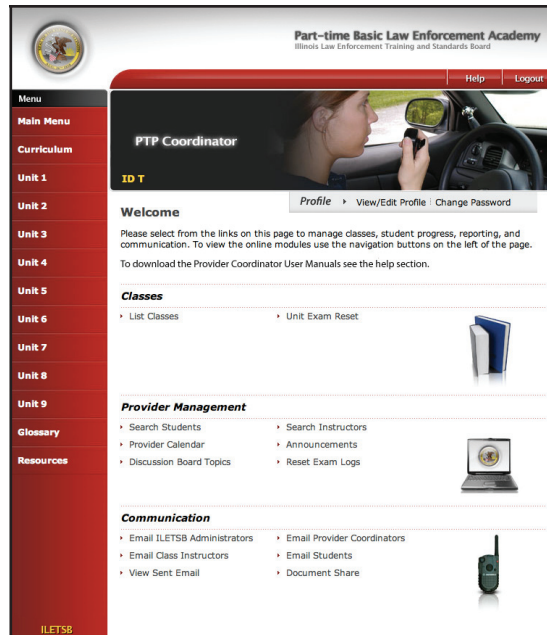 Part-time Basic Law Enforcement Academy
Illinois Law Enforcement Training and Standards Board
Help Logout
Menu
Main Menu
Curriculum
Unit 1
Unit 2
Unit 3
Unit 4
Unit 5
Unit 6
Unit 7
Unit 8
Unit 9
Glossary
Resources
ILETSB
PTP Coordinator
ID T
Profile View/Edit Profile Change Password
Welcome
Please select from the links on this page to manage classes, student progress, reporting, and
communication. To view the online modules use the navigation buttons on the left of the page.
To download the Provider Coordinator User Manuals see the help section.
Classes
List Classes Unit Exam Reset
Provider Management
Search Students Search Instructors
Provider Calendar Announcements
Discussion Board Topics Reset Exam Logs
Communication
Email ILETSB Administrators Email Provider Coordinators
Email Class Instructors Email Students
View Sent Email Document Share